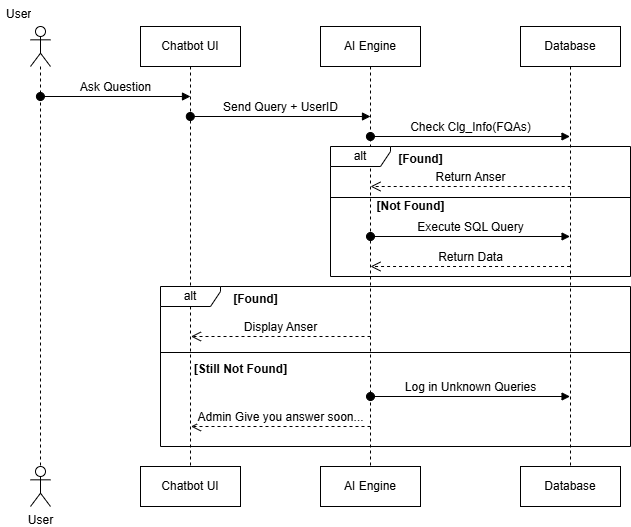 User
Chatbot UI
AI Engine
Database
Ask Question
Send Query + UserID
Check Clg_Info(FQAs)
alt
[Found]
Return Anser
[Not Found]
Execute SQL Query
Return Data
alt
[Found]
Display Anser
[Still Not Found]
Log in Unknown Queries
Admin Give you answer soon...
Chatbot UI
AI Engine
Database
User